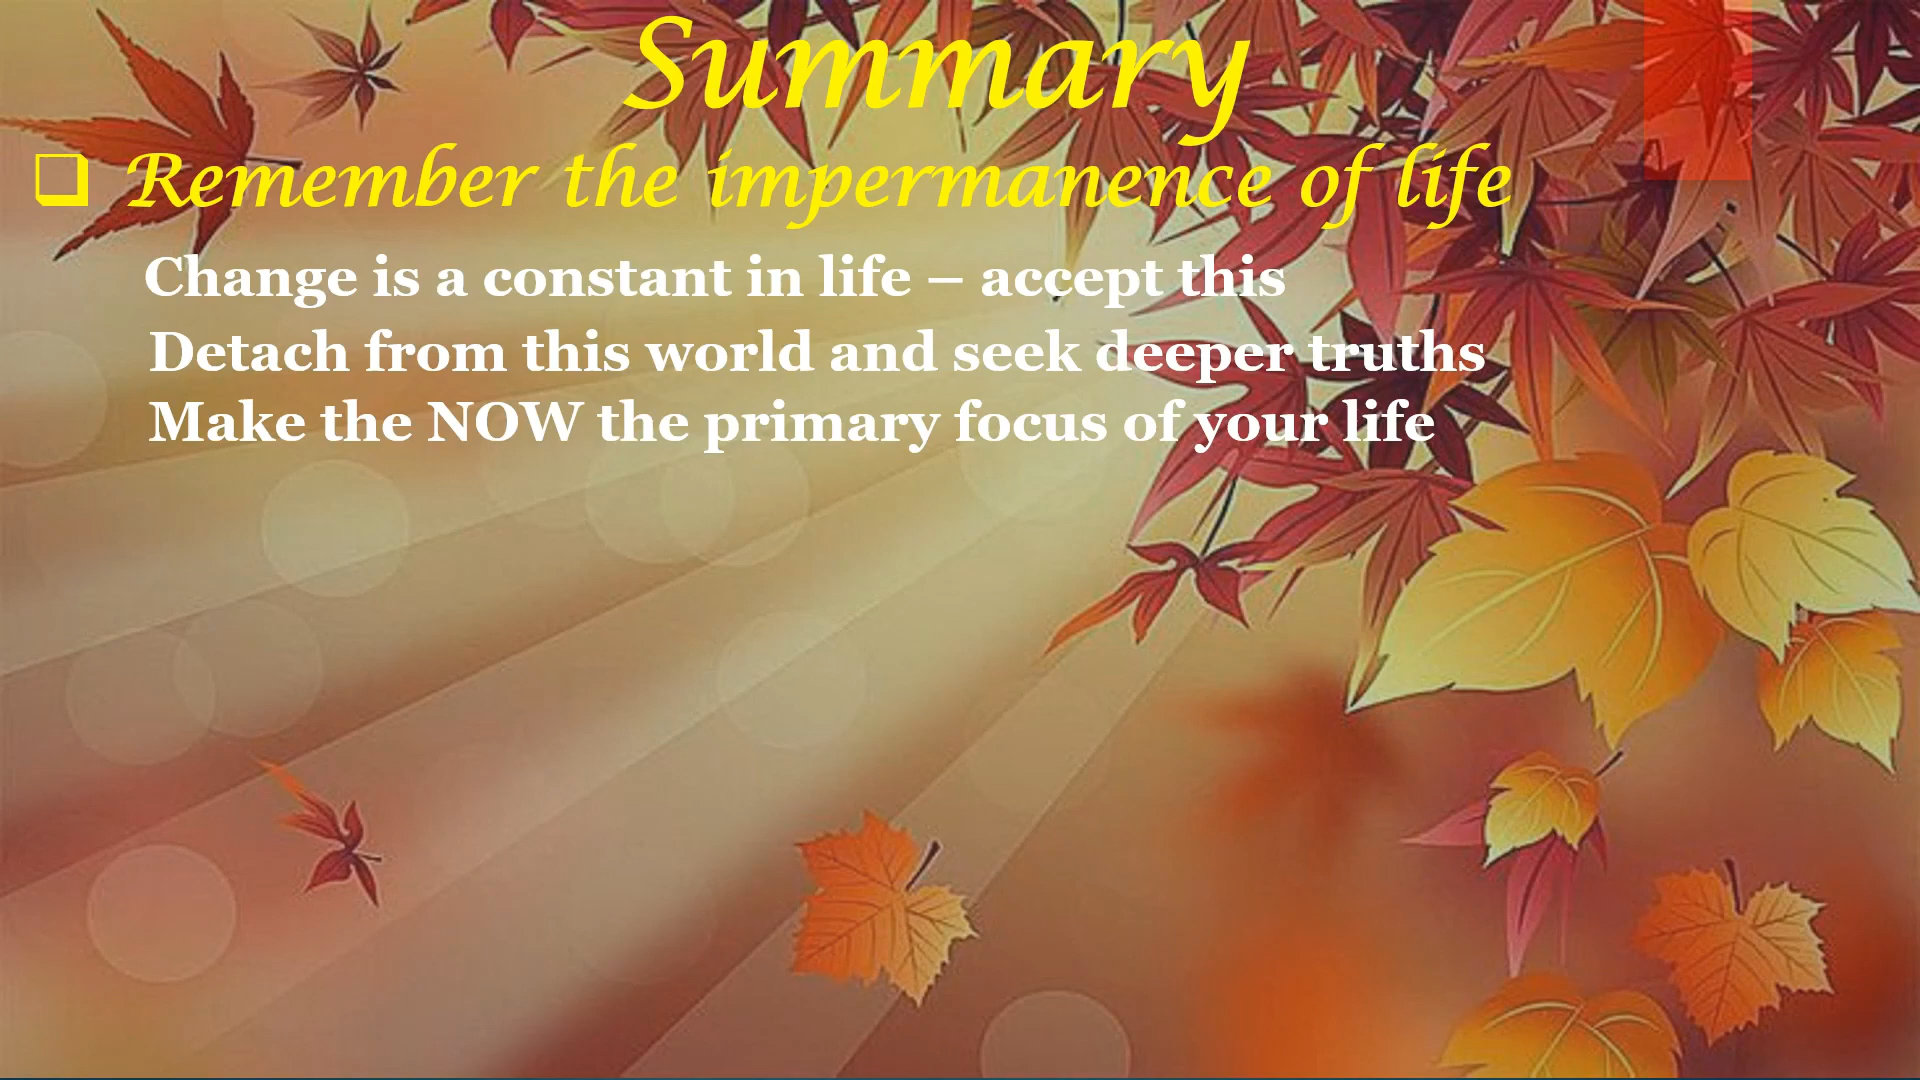 Summary
❑ Remember the impermanence of life
Change is a constant in life – accept this
Detach from this world and seek deeper truths
Make the NOW the primary focus of your life